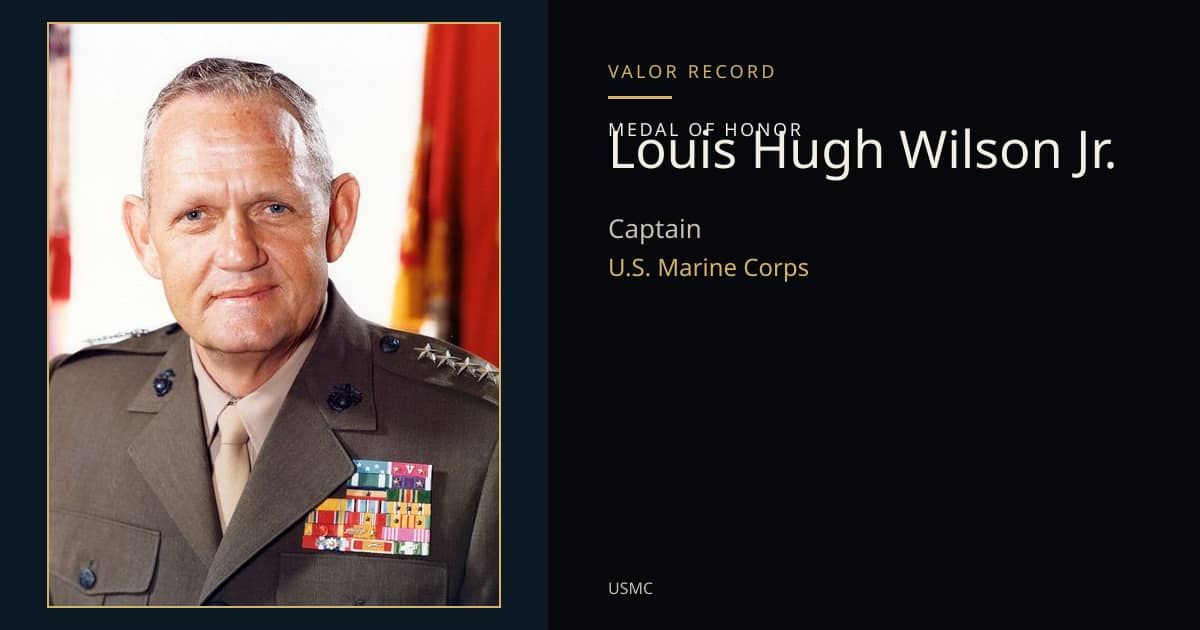 VALOR RECORD
MEDAL OF HONOR
Louis Hugh Wilson Jr.
Captain
U.S. Marine Corps
USMC